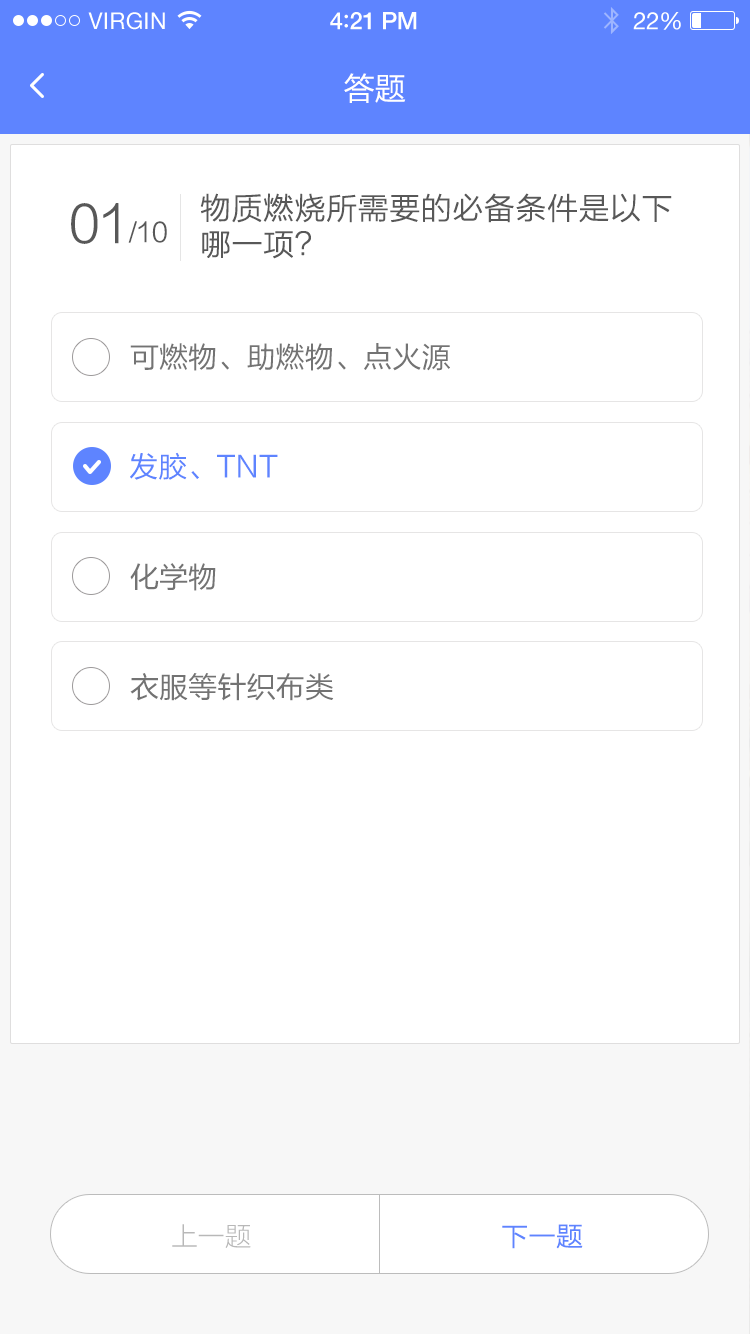 VIRGIN 4:21 PM 22%
答题
01/10
物质燃烧所需要的必备条件是以下
哪一项?
可燃物、助燃物、点火源
发胶、TNT
化学物
衣服等针织布类
上一题 下一题